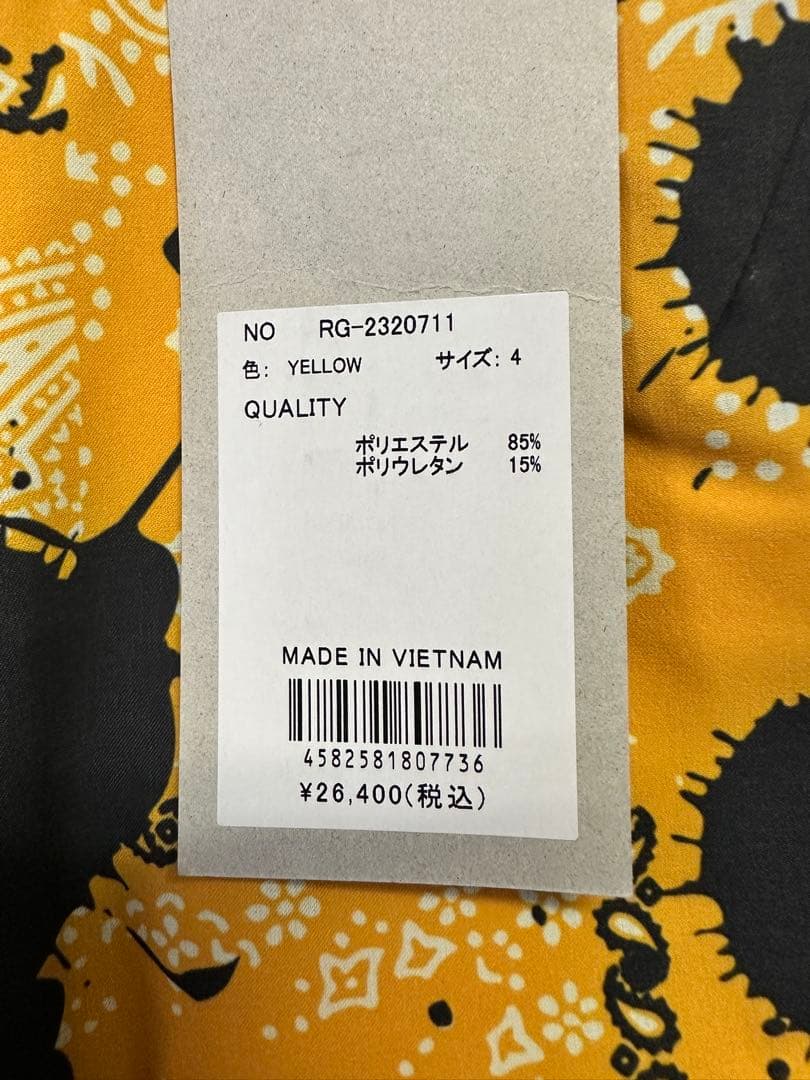 NO RG-2320711
色: YELLOW サイズ: 4
QUALITY
ポリエステル 85%
ポリウレタン 15%
MADE IN VIETNAM
4582581807736
¥26,400(税込)